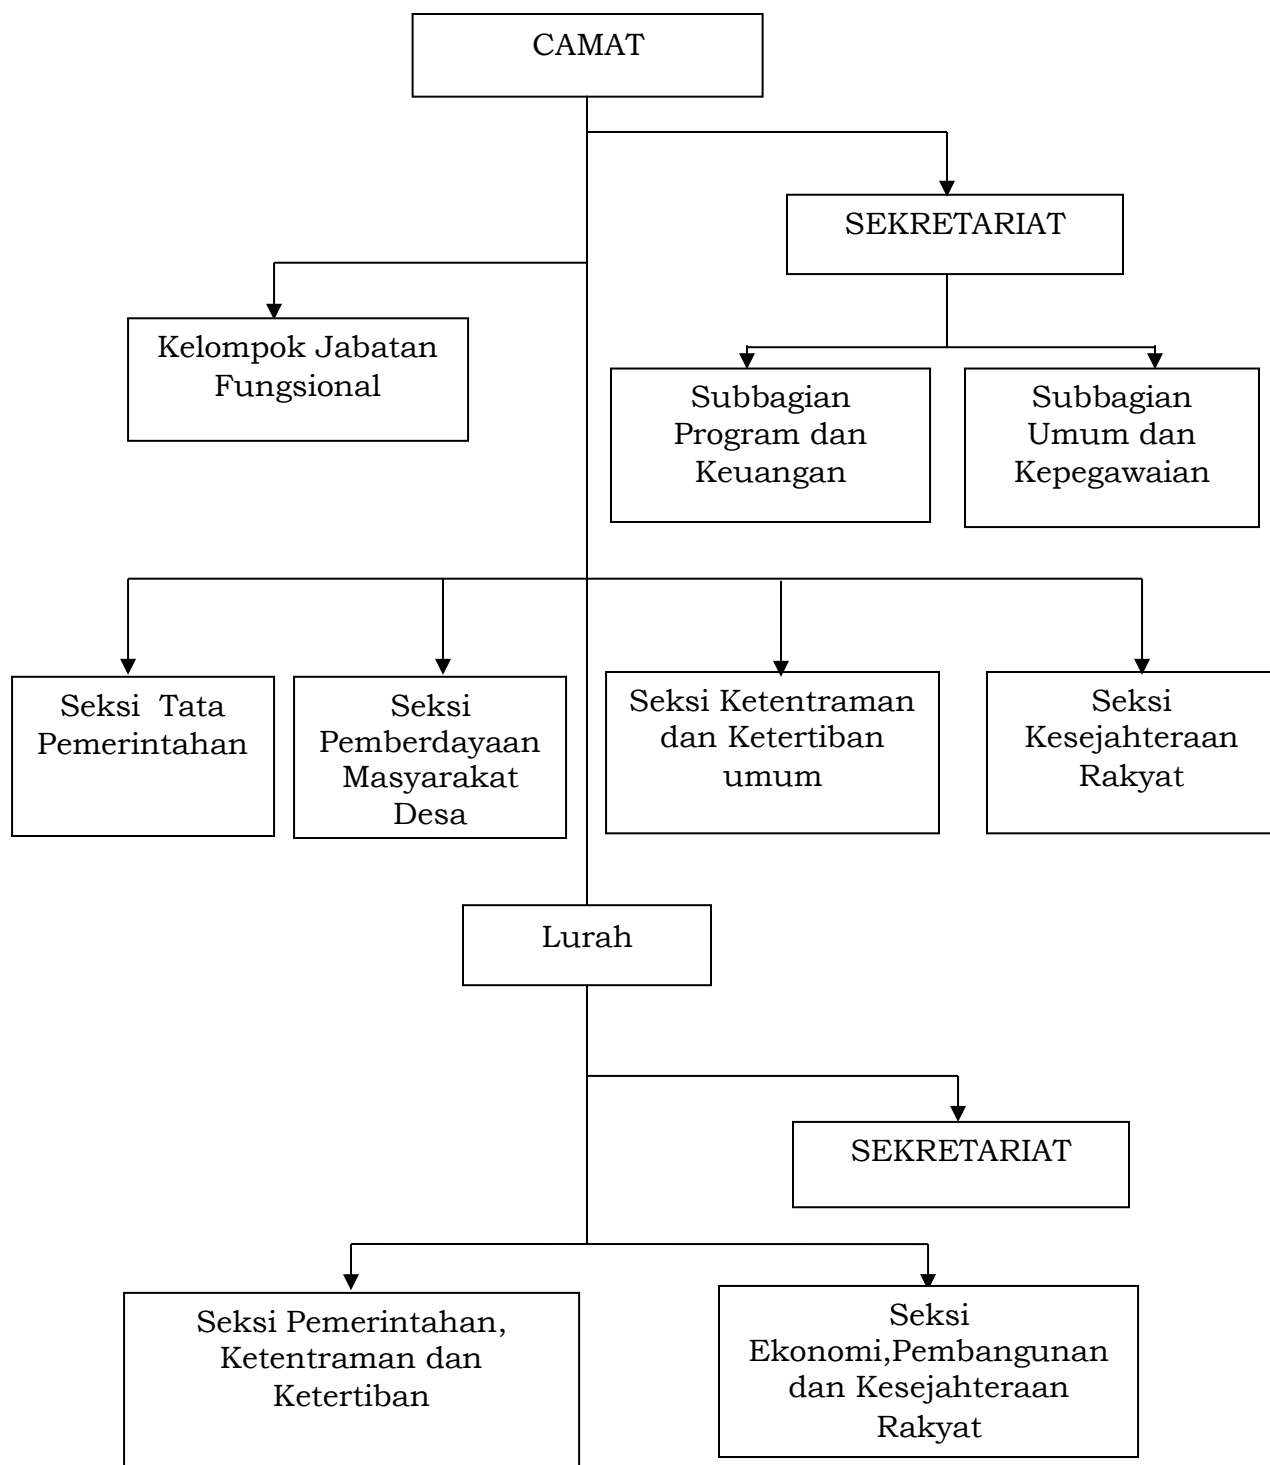 CAMAT
SEKRETARIAT
Kelompok Jabatan
Fungsional
Subbagian
Program dan
Keuangan
Subbagian
Umum dan
Kepegawaian
Seksi  Tata
Pemerintahan
Seksi
Pemberdayaan
Masyarakat
Desa
Seksi Ketentraman
dan Ketertiban
umum
Seksi
Kesejahteraan
Rakyat
Lurah
SEKRETARIAT
Seksi Pemerintahan,
Ketentraman dan
Ketertiban
Seksi
Ekonomi,Pembangunan
dan Kesejahteraan
Rakyat